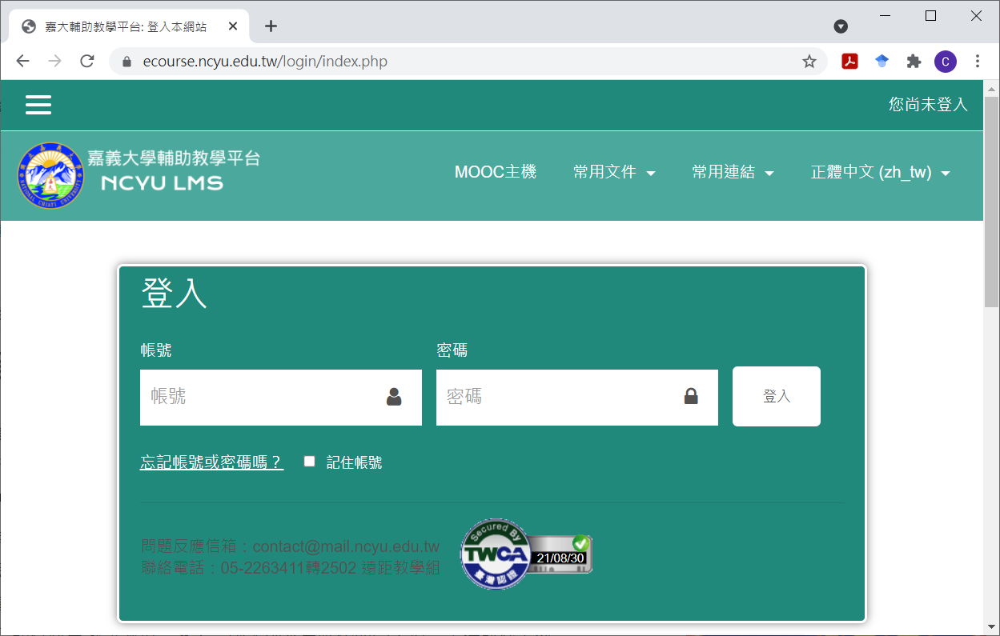 嘉大輔助教學平台: 登入本網站
ecourse.ncyu.edu.tw/login/index.php
C
您尚未登入
嘉義大學輔助教學平台
NCYU LMS
MOOC主機 常用文件 常用連結 正體中文 (zh_tw)
登入
帳號 密碼
帳號 密碼 登入
忘記帳號或密碼嗎？ 記住帳號
問題反應信箱：contact@mail.ncyu.edu.tw
聯絡電話：05-2263411轉2502 遠距教學組
Secured By
TWCA
臺灣認證
21/08/30